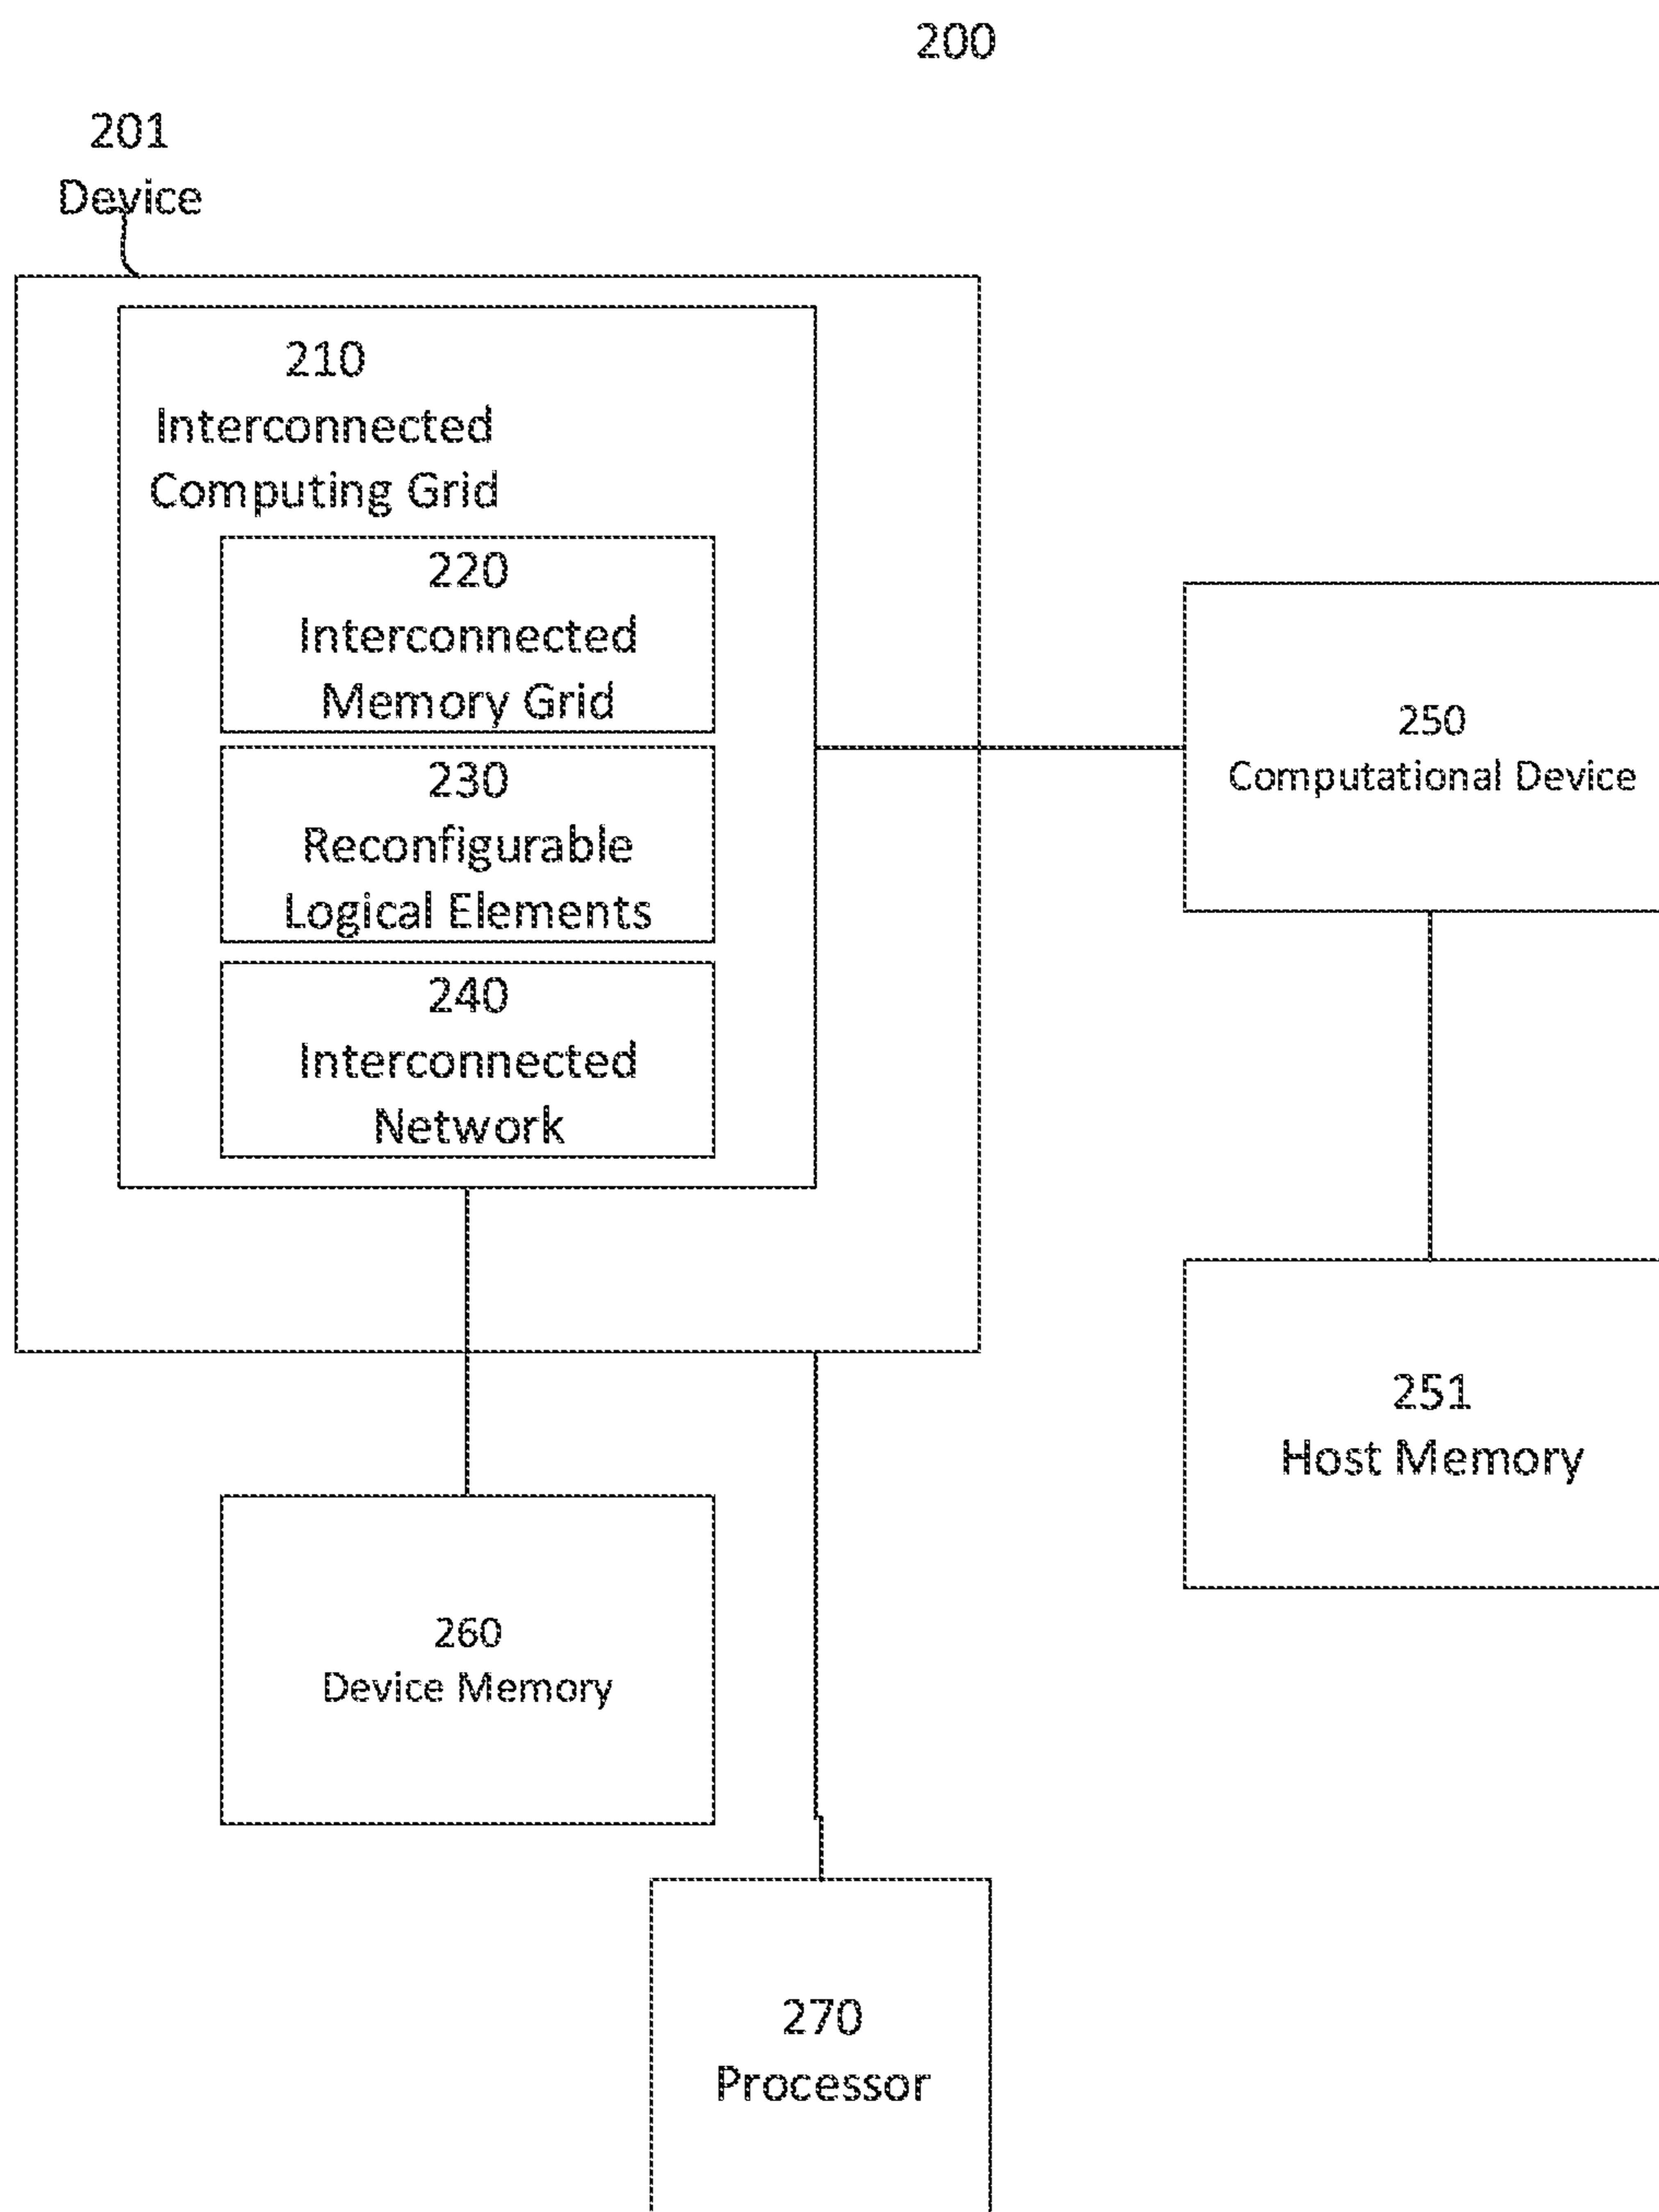 200
201
Device
210
Interconnected
Computing Grid
220
Interconnected
Memory Grid
230
Reconfigurable
Logical Elements
240
Interconnected
Network
250
Computational Device
251
Host Memory
260
Device Memory
270
Processor